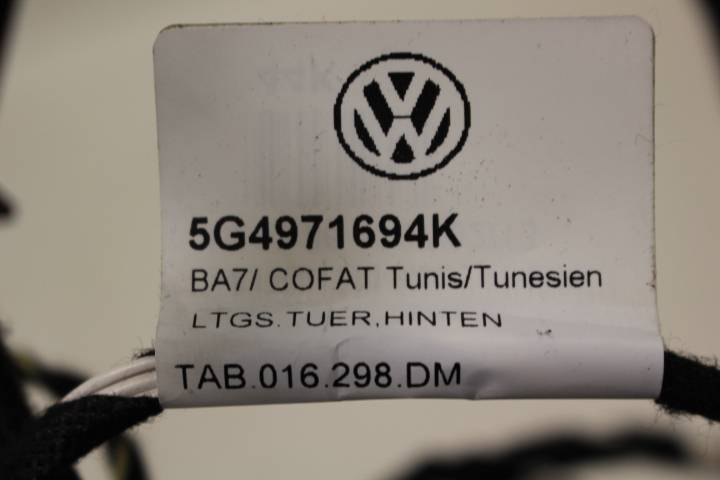 5G4971694K
BA7/ COFAT Tunis/Tunesien
LTGS.TUER,HINTEN
TAB.016.298.DM